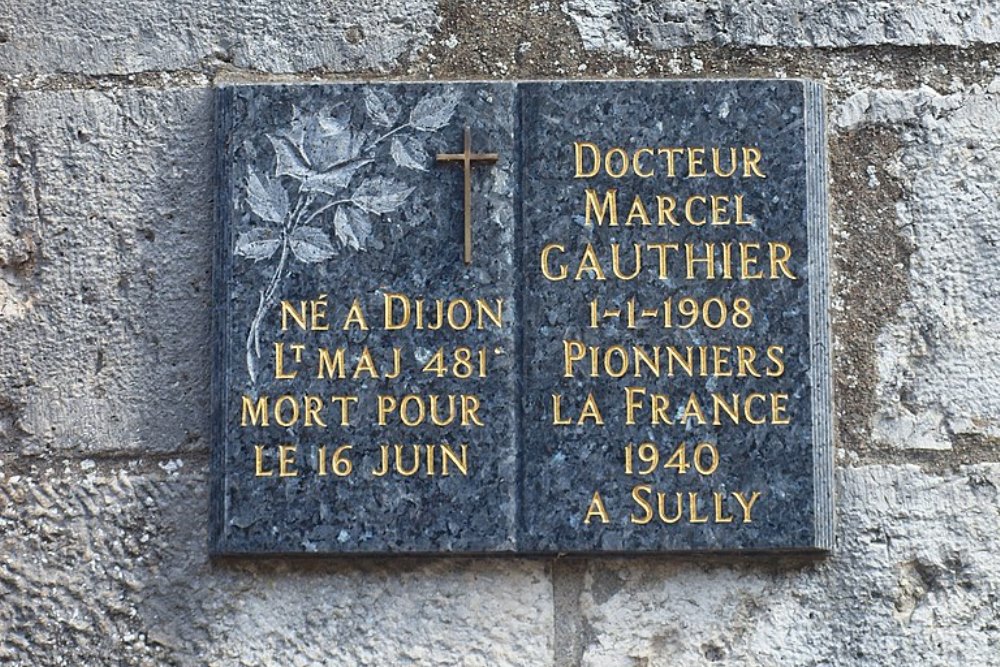 DOCTEUR
MARCEL
GAUTHIER
NÉ A DIJON 1-1-1908
LT MAJ 481 PIONNIERS
MORT POUR LA FRANCE
LE 16 JUIN 1940
A SULLY